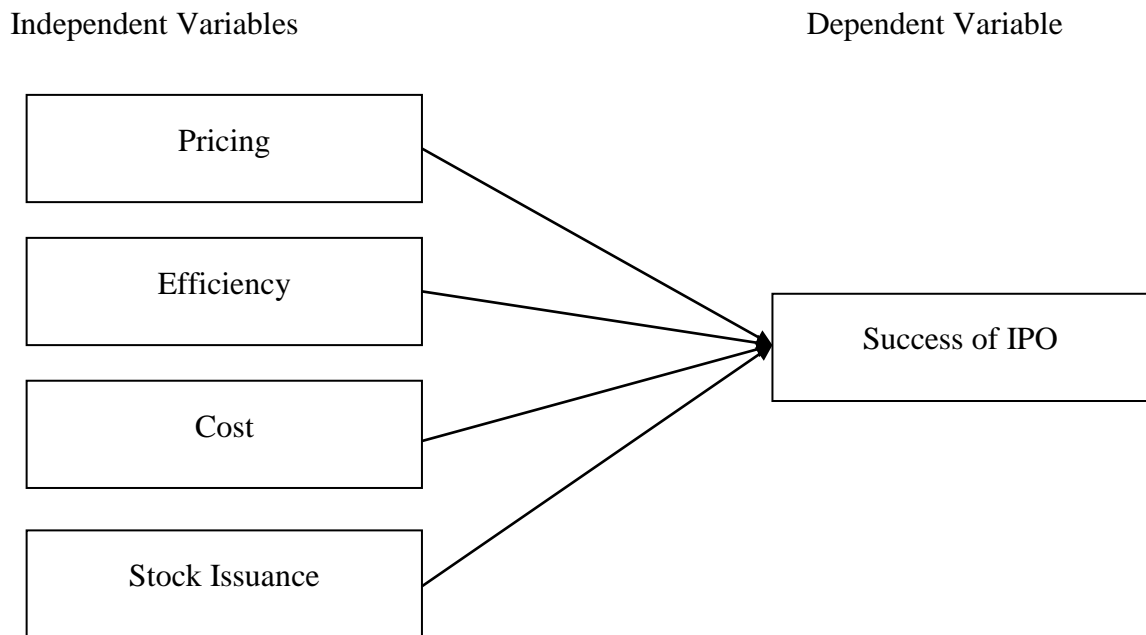 Independent Variables
Dependent Variable
Pricing
Efficiency
Success of IPO
Cost
Stock Issuance